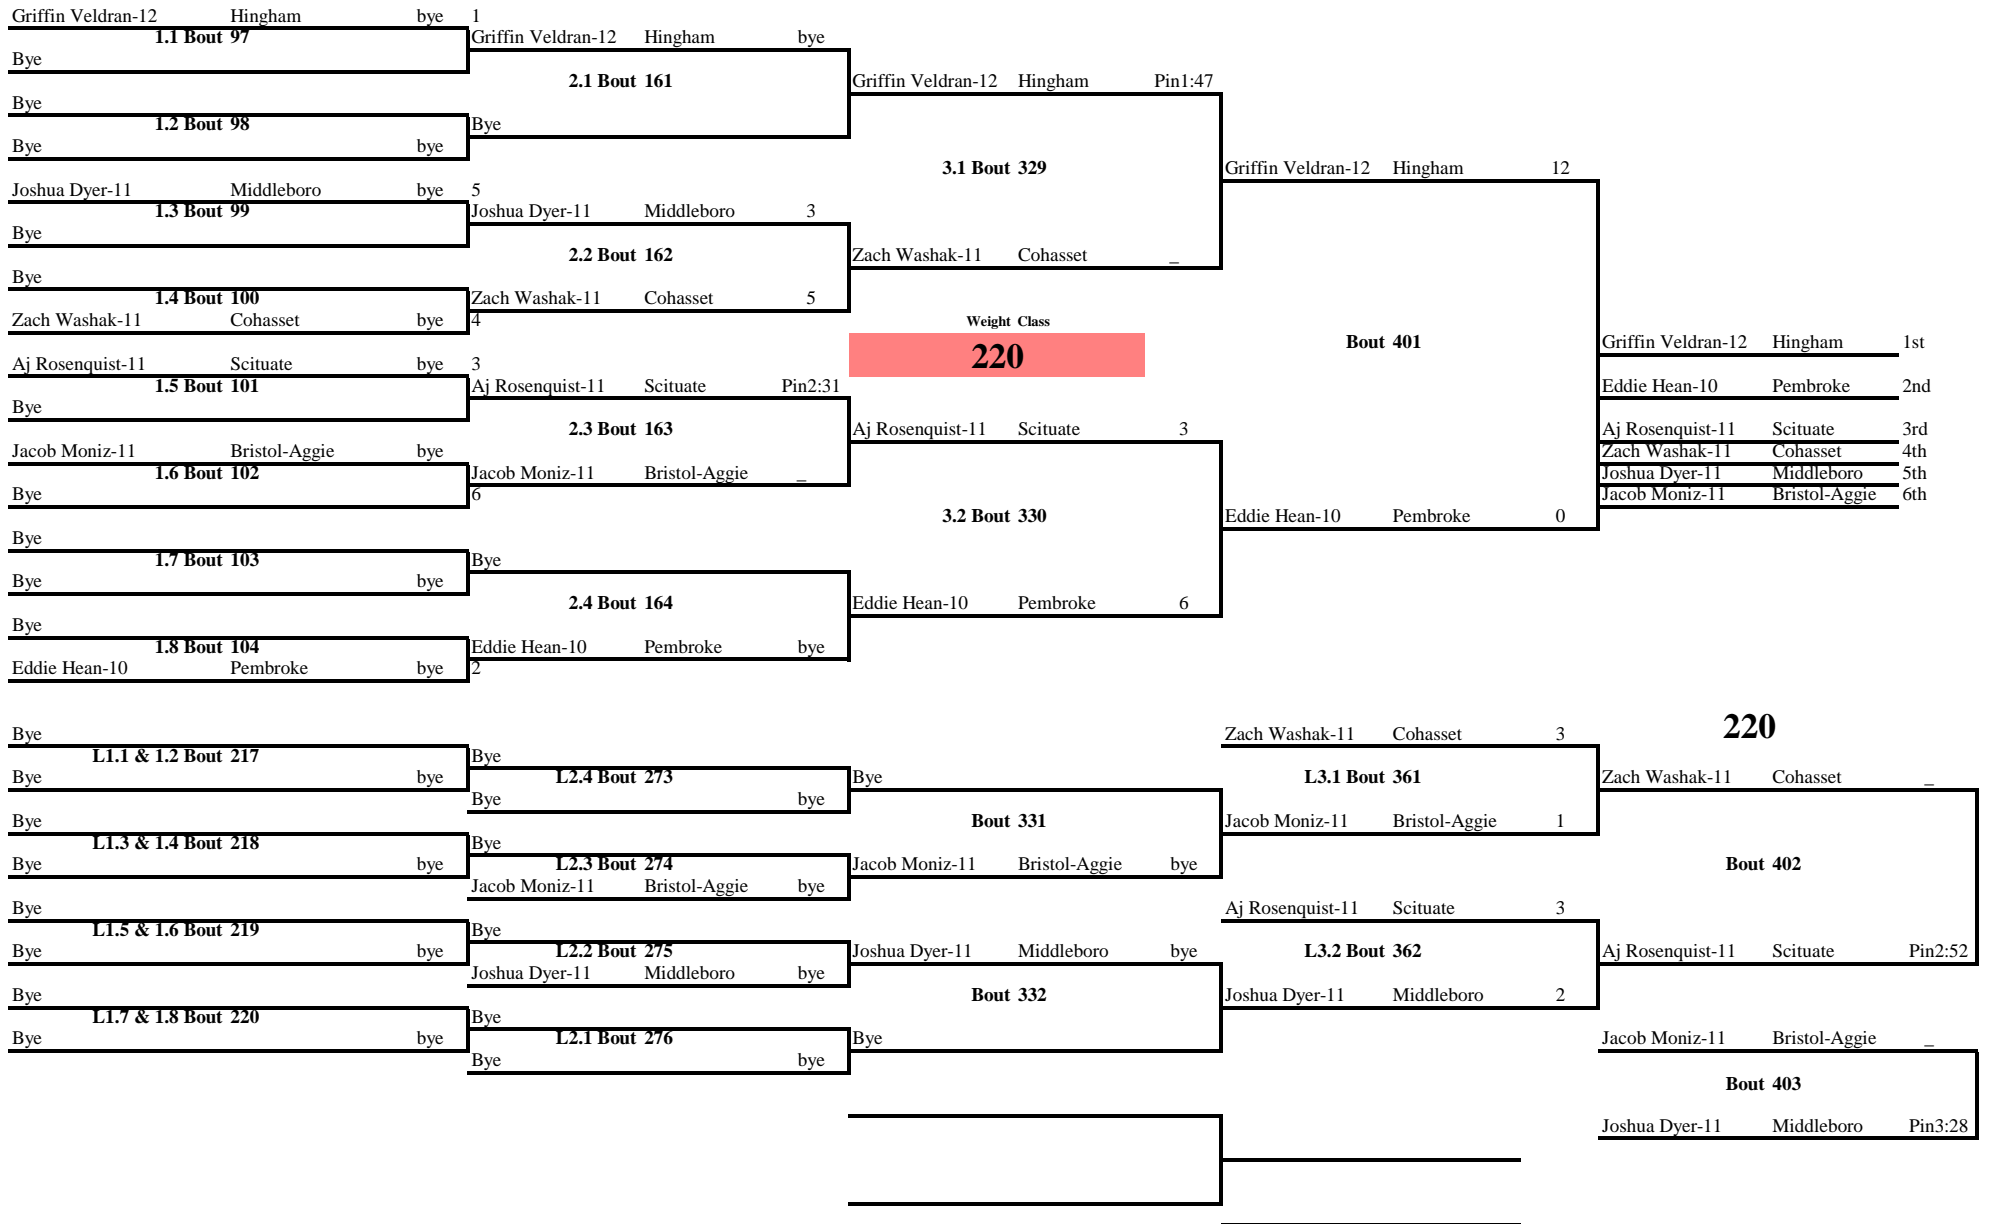 Griffin Veldran-12 Hingham bye 1
1.1 Bout 97 Griffin Veldran-12 Hingham bye
Bye
2.1 Bout 161 Griffin Veldran-12 Hingham Pin1:47
Bye
1.2 Bout 98 Bye
Bye bye
3.1 Bout 329 Griffin Veldran-12 Hingham 12
Joshua Dyer-11 Middleboro bye 5
1.3 Bout 99 Joshua Dyer-11 Middleboro 3
Bye
2.2 Bout 162 Zach Washak-11 Cohasset _
Bye
1.4 Bout 100 Zach Washak-11 Cohasset 5
Zach Washak-11 Cohasset bye 4 Weight Class
Bout 401 Griffin Veldran-12 Hingham 1st
220
Aj Rosenquist-11 Scituate bye 3
1.5 Bout 101 Aj Rosenquist-11 Scituate Pin2:31 Eddie Hean-10 Pembroke 2nd
Bye
2.3 Bout 163 Aj Rosenquist-11 Scituate 3 Aj Rosenquist-11 Scituate 3rd
Jacob Moniz-11 Bristol-Aggie bye Zach Washak-11 Cohasset 4th
1.6 Bout 102 Jacob Moniz-11 Bristol-Aggie _ Joshua Dyer-11 Middleboro 5th
Bye 6 Jacob Moniz-11 Bristol-Aggie 6th
3.2 Bout 330 Eddie Hean-10 Pembroke 0
Bye
1.7 Bout 103 Bye
Bye bye
2.4 Bout 164 Eddie Hean-10 Pembroke 6
Bye
1.8 Bout 104 Eddie Hean-10 Pembroke bye
Eddie Hean-10 Pembroke bye 2
Bye Zach Washak-11 Cohasset 3 220
L1.1 & 1.2 Bout 217 Bye
Bye bye L2.4 Bout 273 Bye L3.1 Bout 361 Zach Washak-11 Cohasset _
Bye bye
Bye Bout 331 Jacob Moniz-11 Bristol-Aggie 1
L1.3 & 1.4 Bout 218 Bye
Bye bye L2.3 Bout 274 Jacob Moniz-11 Bristol-Aggie bye Bout 402
Jacob Moniz-11 Bristol-Aggie bye
Bye Aj Rosenquist-11 Scituate 3
L1.5 & 1.6 Bout 219 Bye
Bye bye L2.2 Bout 275 Joshua Dyer-11 Middleboro bye L3.2 Bout 362 Aj Rosenquist-11 Scituate Pin2:52
Joshua Dyer-11 Middleboro bye
Bye Bout 332 Joshua Dyer-11 Middleboro 2
L1.7 & 1.8 Bout 220 Bye
Bye bye L2.1 Bout 276 Bye Jacob Moniz-11 Bristol-Aggie _
Bye bye
Bout 403
Joshua Dyer-11 Middleboro Pin3:28